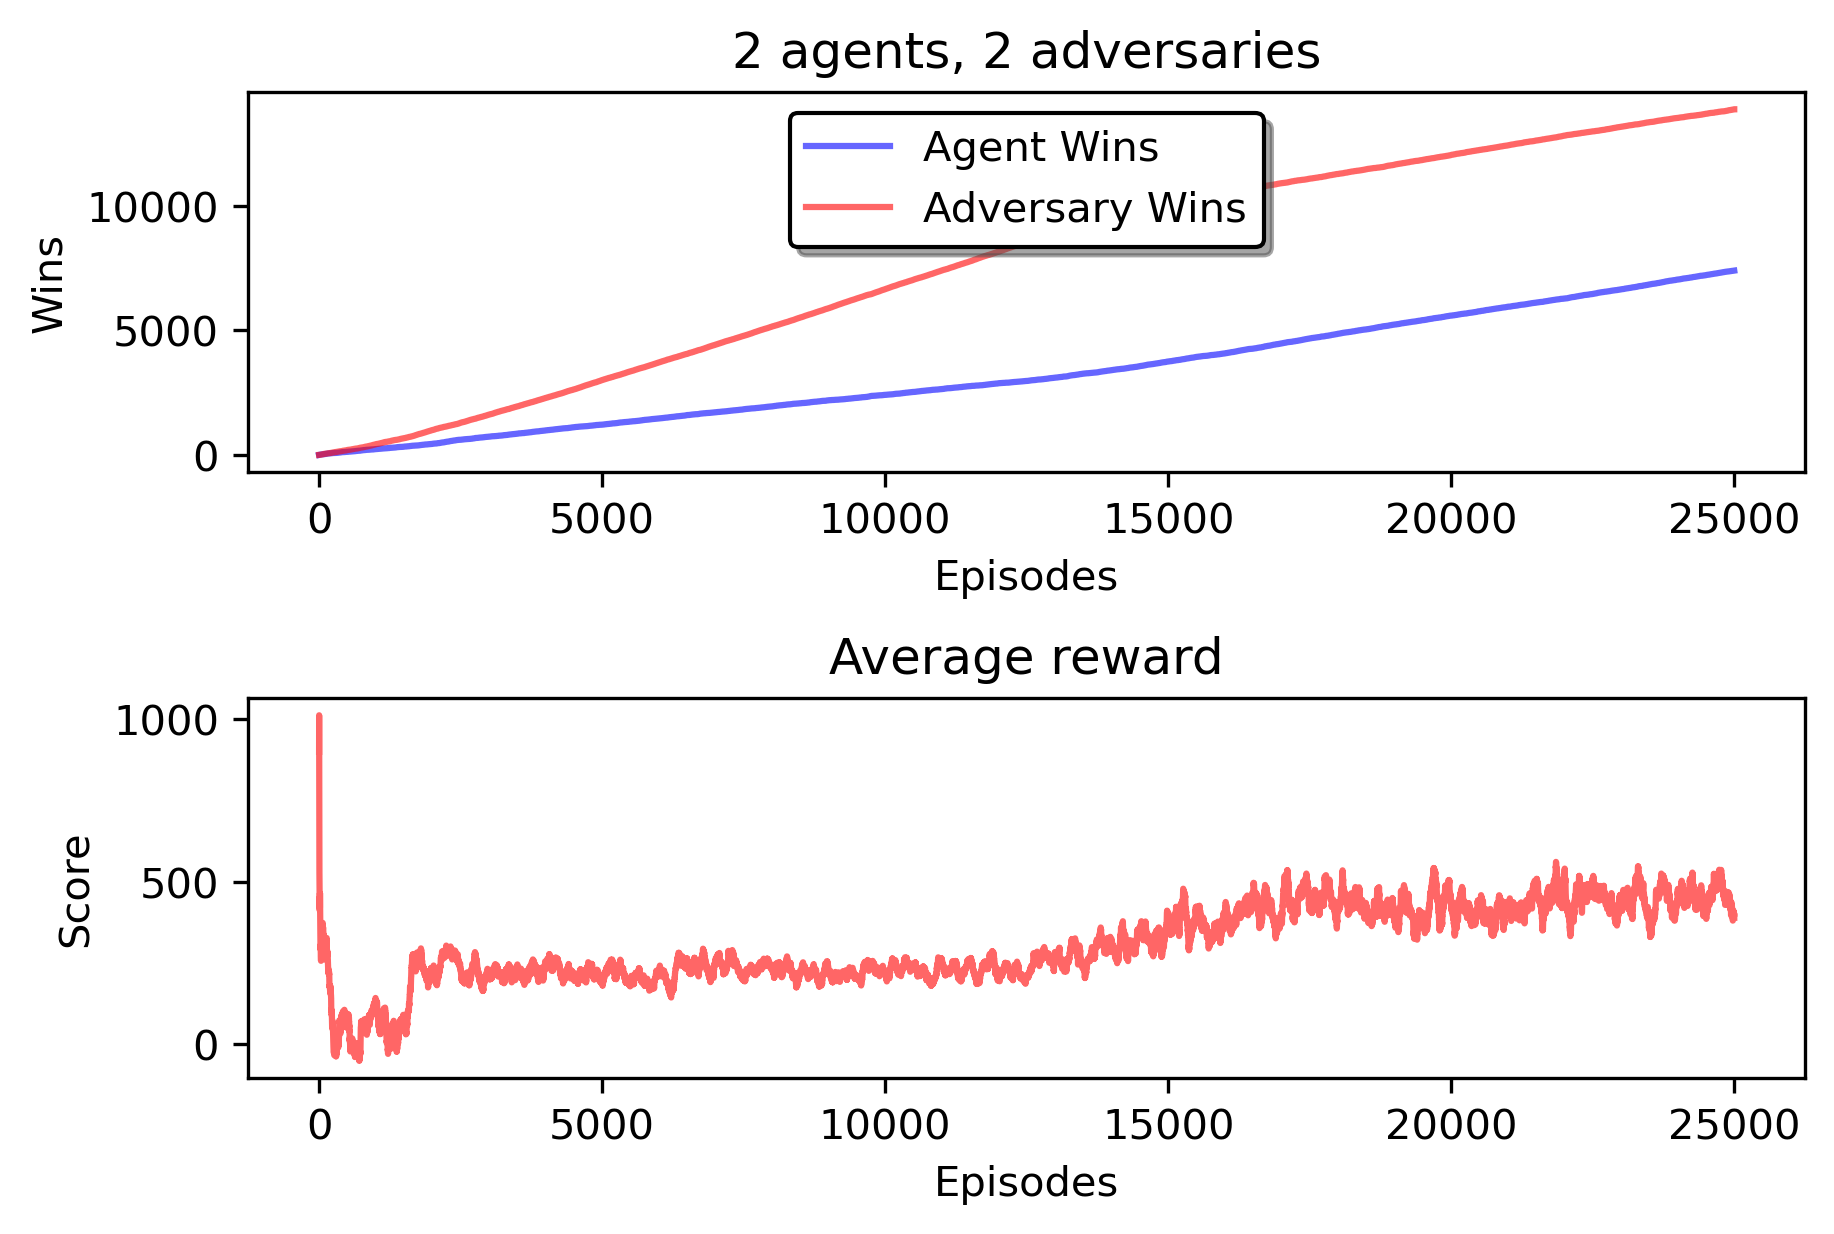 2 agents, 2 adversaries
Agent Wins
Adversary Wins
Wins
10000
5000
0
0 5000 10000 15000 20000 25000
Episodes
Average reward
Score
1000
500
0
0 5000 10000 15000 20000 25000
Episodes